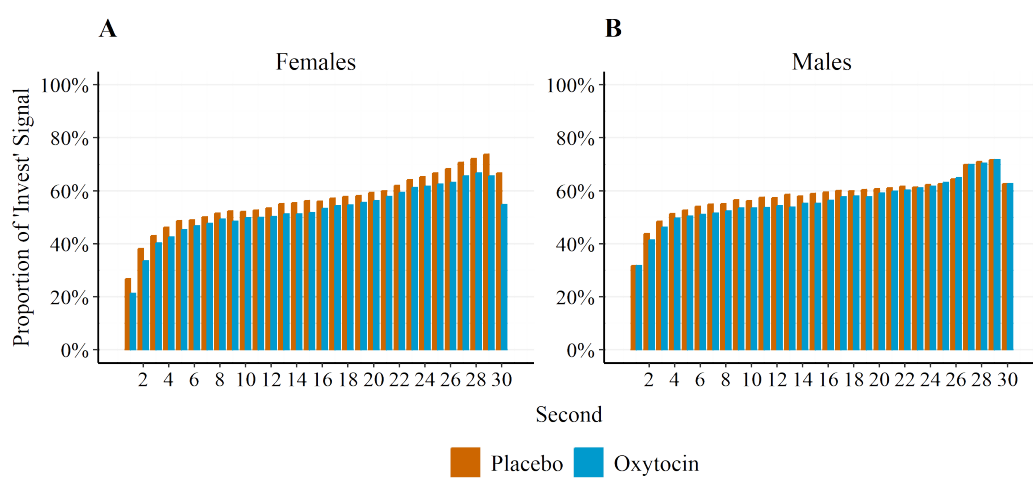 A
Females
Proportion of 'Invest' Signal
100%
80%
60%
40%
20%
0%
2 4 6 8 10 12 14 16 18 20 22 24 26 28 30
B
Males
100%
80%
60%
40%
20%
0%
2 4 6 8 10 12 14 16 18 20 22 24 26 28 30
Second
Placebo Oxytocin